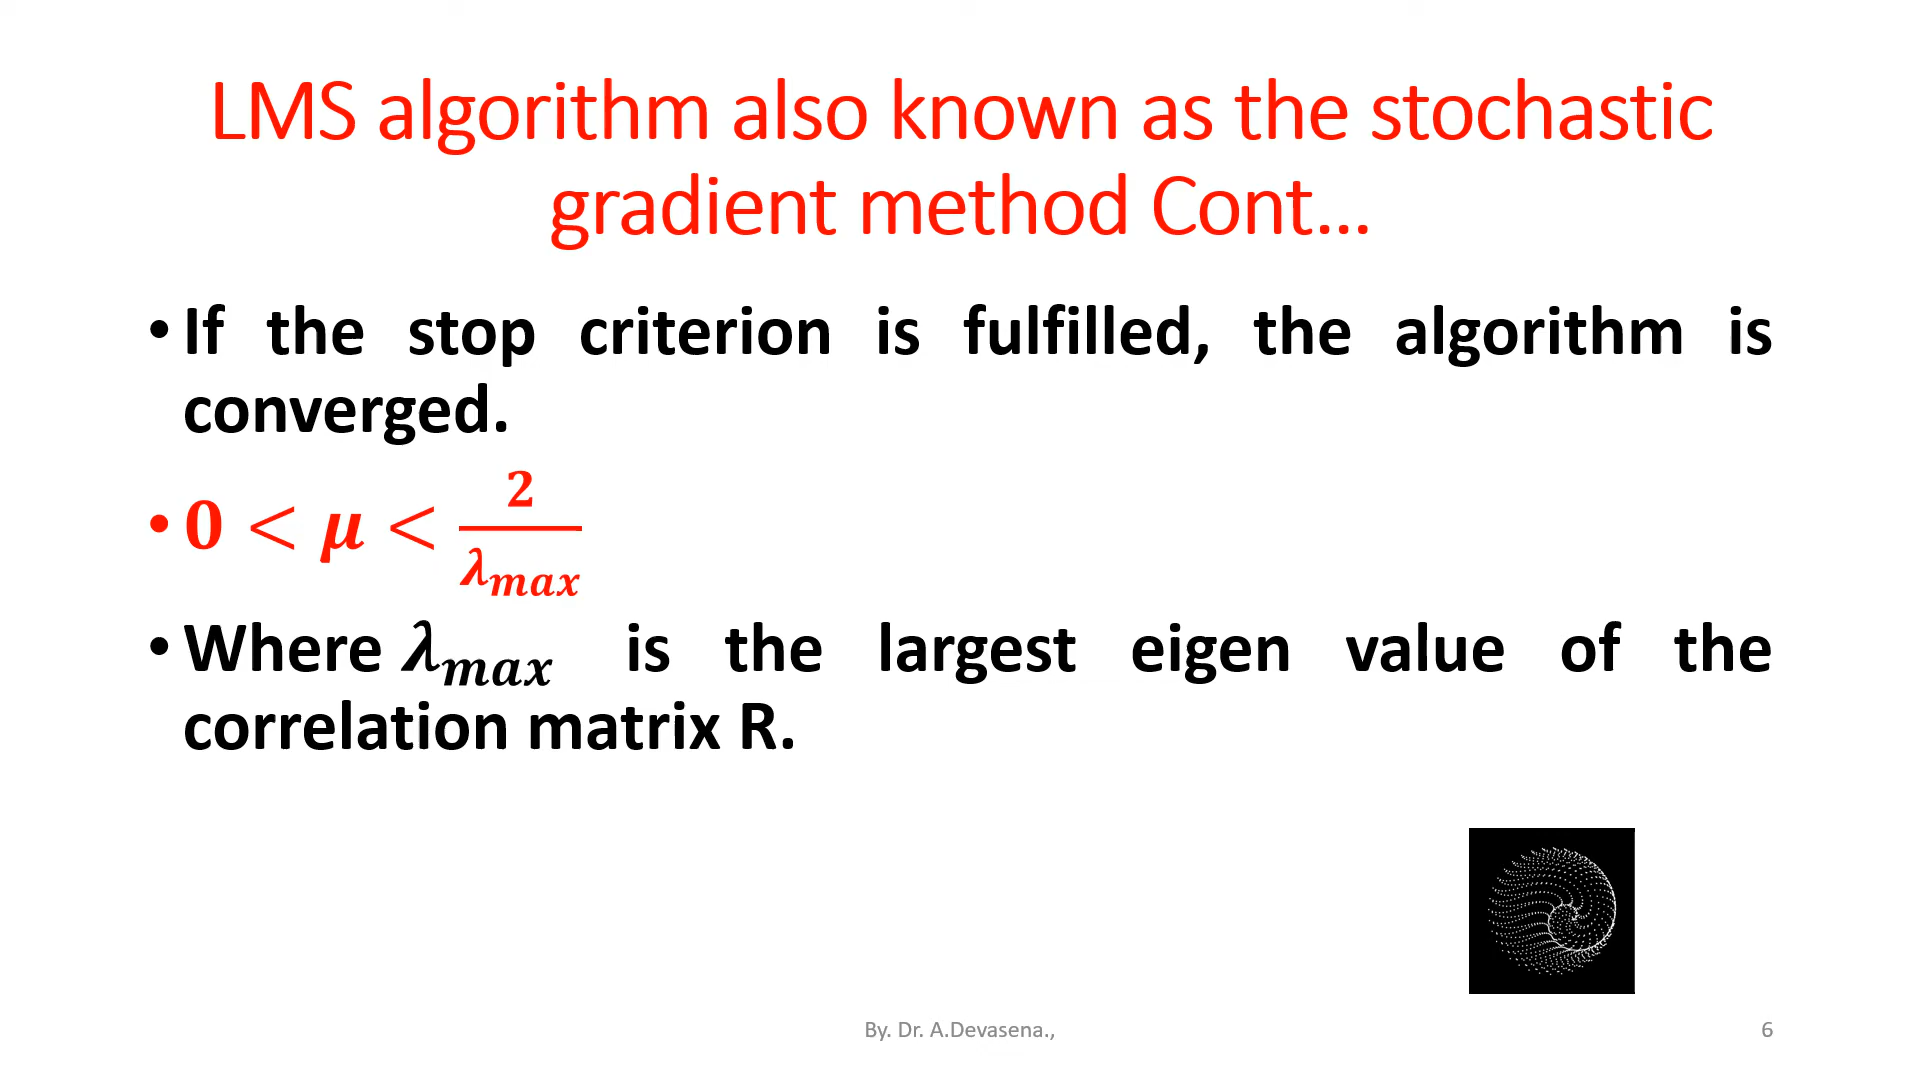 LMS algorithm also known as the stochastic
gradient method Cont...
• If the stop criterion is fulfilled, the algorithm is
converged.
• 0 < μ < 2/λmax
• Where λmax is the largest eigen value of the
correlation matrix R.
By. Dr. A.Devasena.,
6